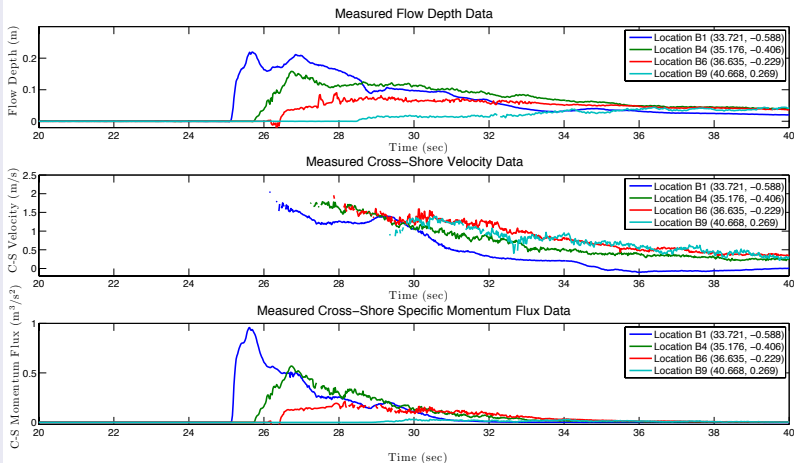 Measured Flow Depth Data
Flow Depth (m)
0.2
0.1
0
Location B1 (33.721, −0.588)
Location B4 (35.176, −0.406)
Location B6 (36.635, −0.229)
Location B9 (40.668, 0.269)
20 22 24 26 28 30 32 34 36 38 40
Time (sec)
Measured Cross−Shore Velocity Data
C-S Velocity (m/s)
2.5
2
1.5
1
0.5
0
Location B1 (33.721, −0.588)
Location B4 (35.176, −0.406)
Location B6 (36.635, −0.229)
Location B9 (40.668, 0.269)
20 22 24 26 28 30 32 34 36 38 40
Time (sec)
Measured Cross−Shore Specific Momentum Flux Data
C-S Momentum Flux (m³/s²)
1
0.5
0
Location B1 (33.721, −0.588)
Location B4 (35.176, −0.406)
Location B6 (36.635, −0.229)
Location B9 (40.668, 0.269)
20 22 24 26 28 30 32 34 36 38 40
Time (sec)